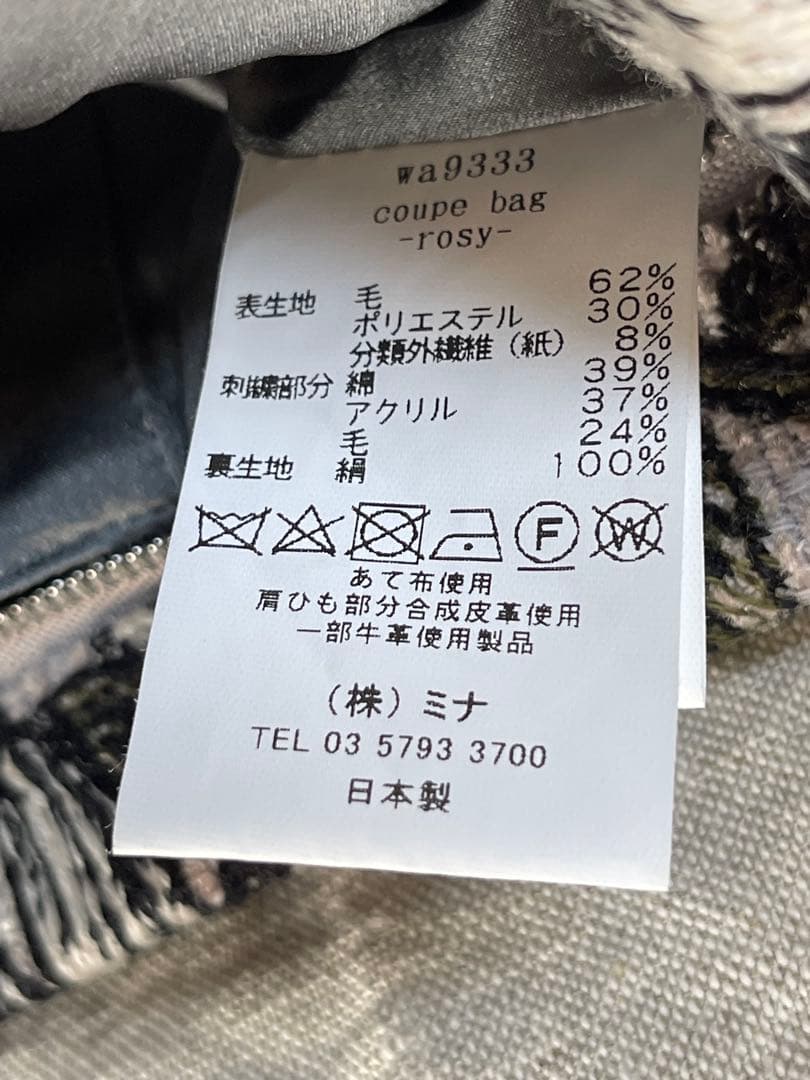 wa9333
coupe bag
-rosy-
表生地 毛 62%
ポリエステル 30%
分類外繊維（紙） 8%
刺繍部分 綿 39%
アクリル 37%
毛 24%
裏生地 絹 100%
F W
あて布使用
肩ひも部分合成皮革使用
一部牛革使用製品
（株）ミナ
TEL 03 5793 3700
日本製